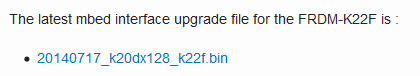 The latest mbed interface upgrade file for the FRDM-K22F is :
• 20140717_k20dx128_k22f.bin